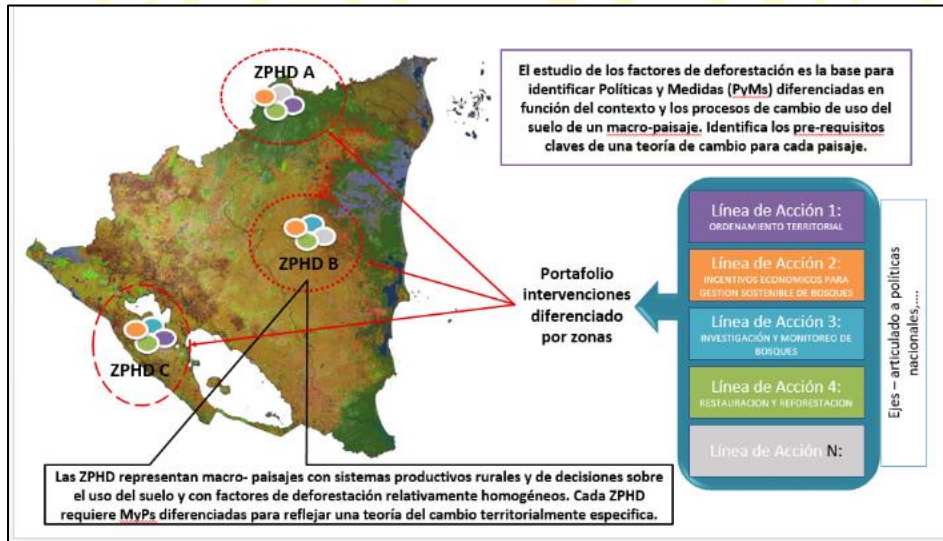 ZPHD A
El estudio de los factores de deforestación es la base para
identificar Políticas y Medidas (PyMs) diferenciadas en
función del contexto y los procesos de cambio de uso del
suelo de un macro-paisaje. Identifica los pre-requisitos
claves de una teoría de cambio para cada paisaje.
ZPHD B
ZPHD C
Portafolio
intervenciones
diferenciado
por zonas
Línea de Acción 1:
ORDENAMIENTO TERRITORIAL
Línea de Acción 2:
INCENTIVOS ECONOMICOS PARA
GESTION SOSTENIBLE DE BOSQUES
Línea de Acción 3:
INVESTIGACIÓN Y MONITOREO DE
BOSQUES
Línea de Acción 4:
RESTAURACION Y REFORESTACION
Línea de Acción N:
Ejes – articulado a políticas
nacionales,....
Las ZPHD representan macro- paisajes con sistemas productivos rurales y de decisiones sobre
el uso del suelo y con factores de deforestación relativamente homogéneos. Cada ZPHD
requiere MyPs diferenciadas para reflejar una teoría del cambio territorialmente especifica.